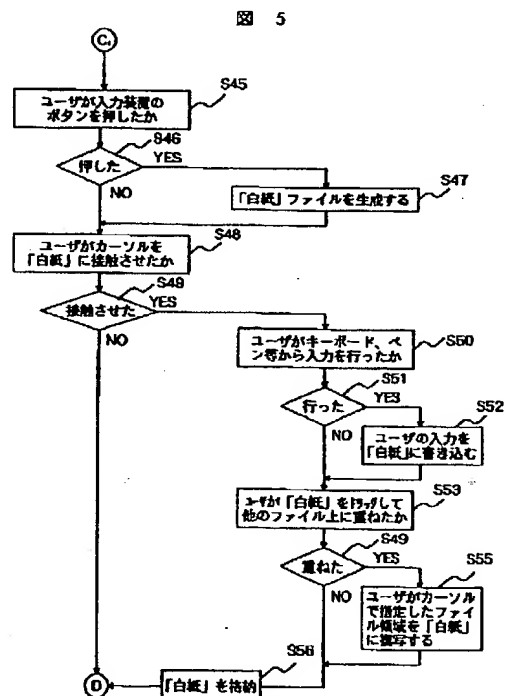 図 5
C₄
S45
ユーザが入力装置の
ボタンを押したか
S46
押した
YES
NO
S47
「白紙」ファイルを生成する
S48
ユーザがカーソルを
「白紙」に接触させたか
S49
接触させた
YES
NO
S50
ユーザがキーボード、ペ
ン等から入力を行ったか
S51
行った
YES
NO
S52
ユーザの入力を
「白紙」に書き込む
S53
ユーザが「白紙」をドラッグして
他のファイル上に重ねたか
S49
重ねた
YES
NO
S55
ユーザがカーソル
で指定したファイ
ル領域を「白紙」
に複写する
S56
「白紙」を格納
D